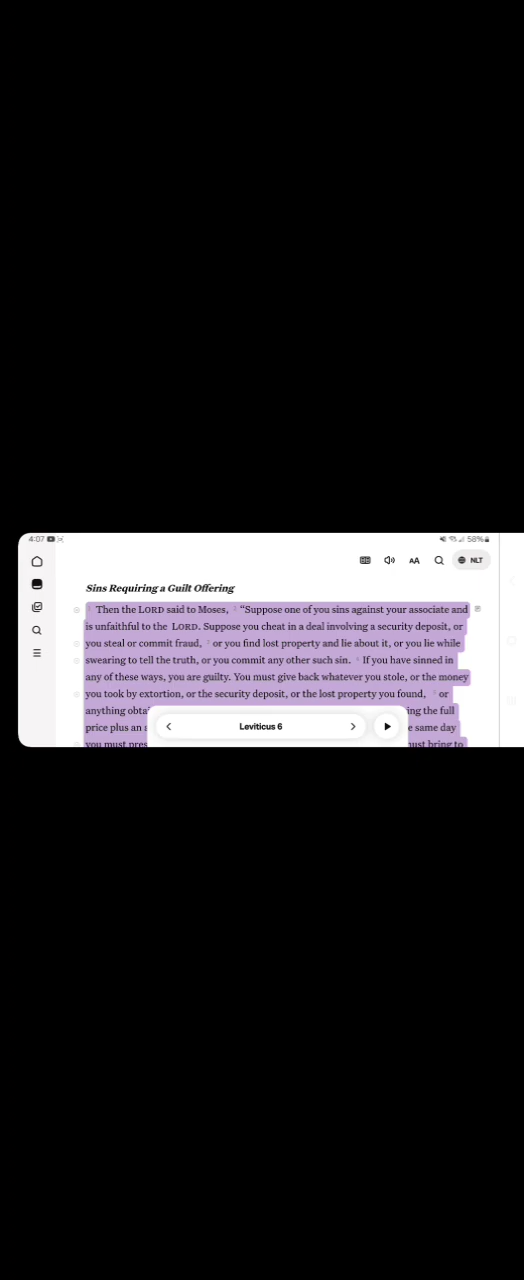 4:07
58%
AA
NLT
Sins Requiring a Guilt Offering
Then the LORD said to Moses, “Suppose one of you sins against your associate and
is unfaithful to the LORD. Suppose you cheat in a deal involving a security deposit, or
you steal or commit fraud, or you find lost property and lie about it, or you lie while
swearing to tell the truth, or you commit any other such sin. If you have sinned in
any of these ways, you are guilty. You must give back whatever you stole, or the money
you took by extortion, or the security deposit, or the lost property you found, or
anything ing the full
price plus an e same day
you must bring to
Leviticus 6